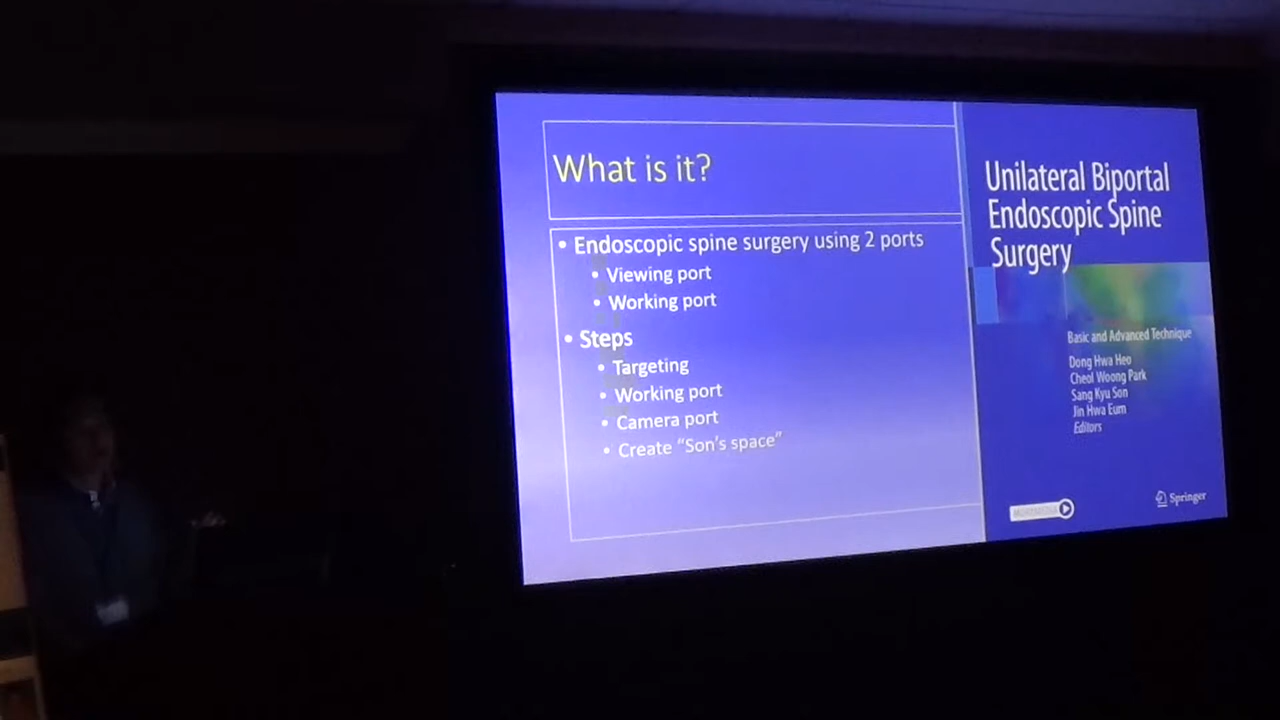 What is it?
• Endoscopic spine surgery using 2 ports
• Viewing port
• Working port
• Steps
• Targeting
• Working port
• Camera port
• Create “Son’s space”
Unilateral Biportal
Endoscopic Spine
Surgery
Basic and Advanced Technique
Dong Hwa Heo
Cheol Woong Park
Sang Kyu Son
Jin Hwa Eum
Editors
Springer